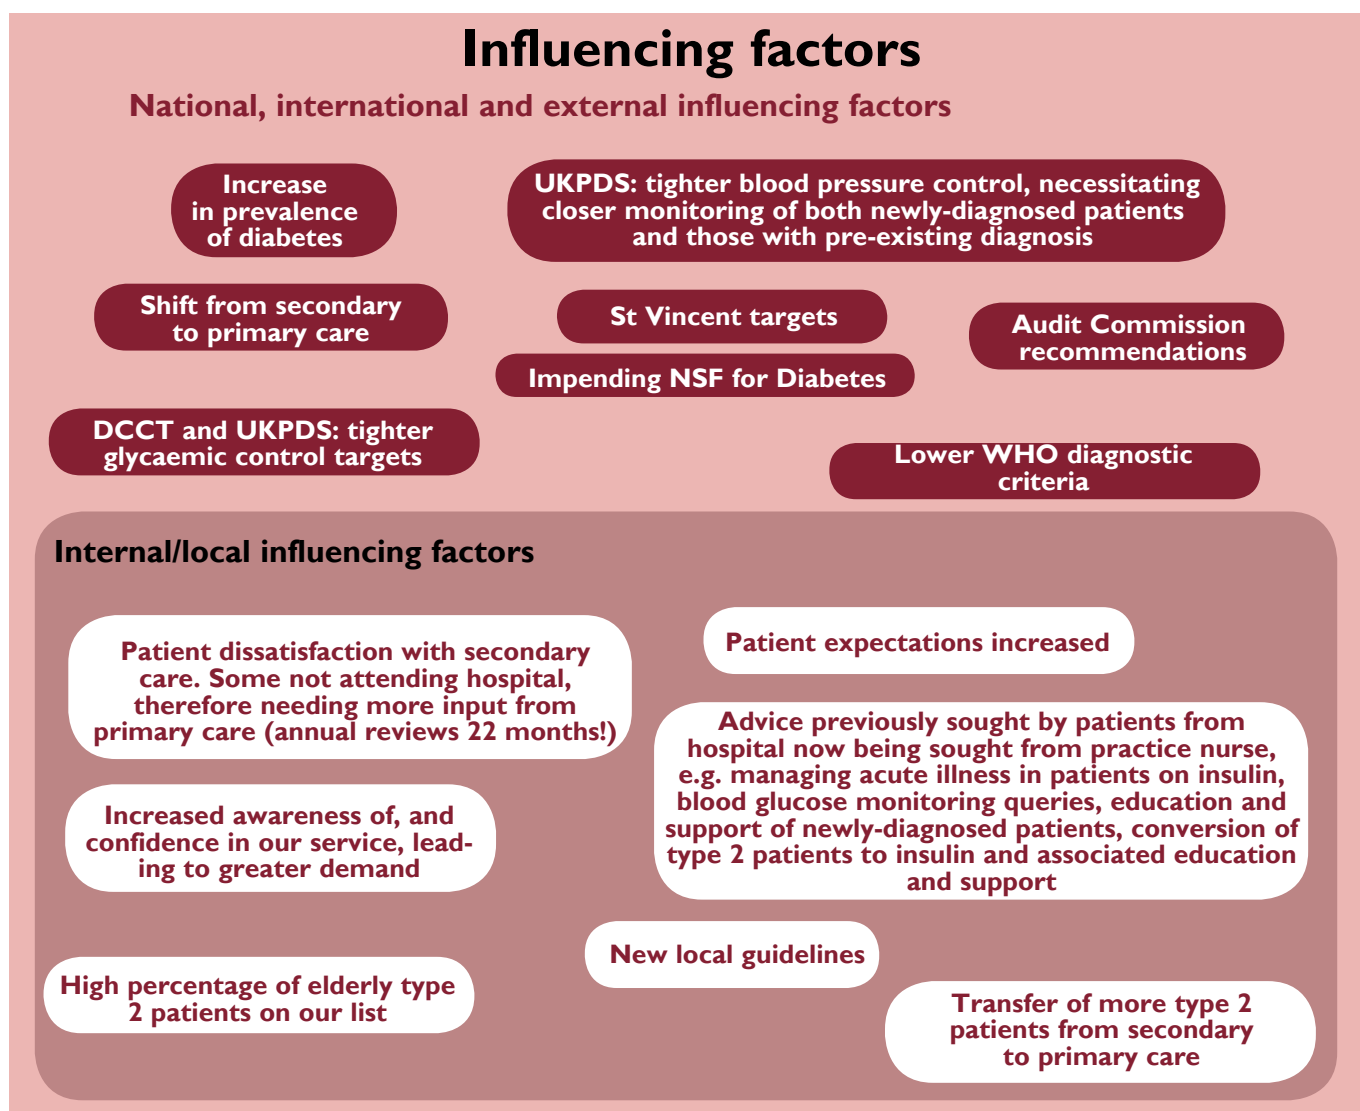 Influencing factors
National, international and external influencing factors
Increase
in prevalence
of diabetes
UKPDS: tighter blood pressure control, necessitating
closer monitoring of both newly-diagnosed patients
and those with pre-existing diagnosis
Shift from secondary
to primary care
St Vincent targets
Audit Commission
recommendations
Impending NSF for Diabetes
DCCT and UKPDS: tighter
glycaemic control targets
Lower WHO diagnostic
criteria
Internal/local influencing factors
Patient dissatisfaction with secondary
care. Some not attending hospital,
therefore needing more input from
primary care (annual reviews 22 months!)
Patient expectations increased
Advice previously sought by patients from
hospital now being sought from practice nurse,
e.g. managing acute illness in patients on insulin,
blood glucose monitoring queries, education and
support of newly-diagnosed patients, conversion of
type 2 patients to insulin and associated education
and support
Increased awareness of, and
confidence in our service, lead-
ing to greater demand
New local guidelines
High percentage of elderly type
2 patients on our list
Transfer of more type 2
patients from secondary
to primary care